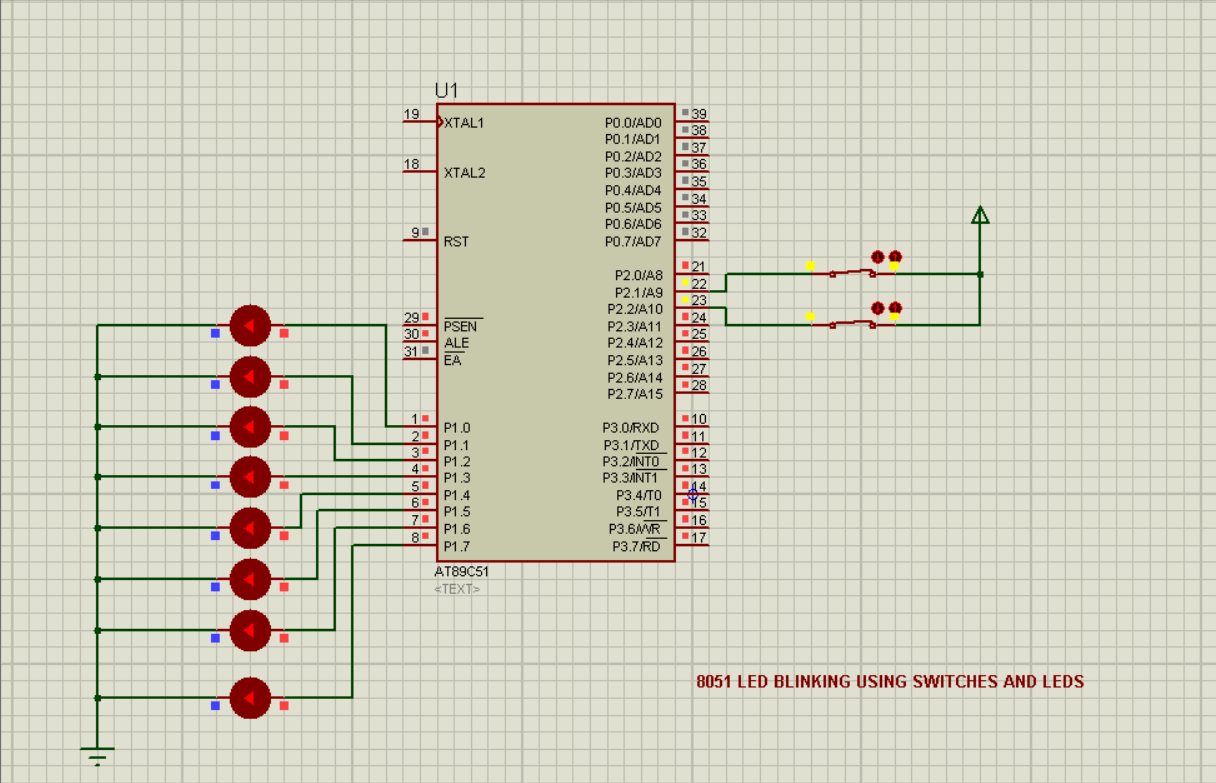 U1
19 XTAL1 P0.0/AD0 39
P0.1/AD1 38
P0.2/AD2 37
18 XTAL2 P0.3/AD3 36
P0.4/AD4 35
P0.5/AD5 34
P0.6/AD6 33
9 RST P0.7/AD7 32
P2.0/A8 21
P2.1/A9 22
P2.2/A10 23
29 PSEN P2.3/A11 24
30 ALE P2.4/A12 25
31 EA P2.5/A13 26
P2.6/A14 27
P2.7/A15 28
1 P1.0 P3.0/RXD 10
2 P1.1 P3.1/TXD 11
3 P1.2 P3.2/INT0 12
4 P1.3 P3.3/INT1 13
5 P1.4 P3.4/T0 14
6 P1.5 P3.5/T1 15
7 P1.6 P3.6/WR 16
8 P1.7 P3.7/RD 17
AT89C51
<TEXT>
8051 LED BLINKING USING SWITCHES AND LEDS